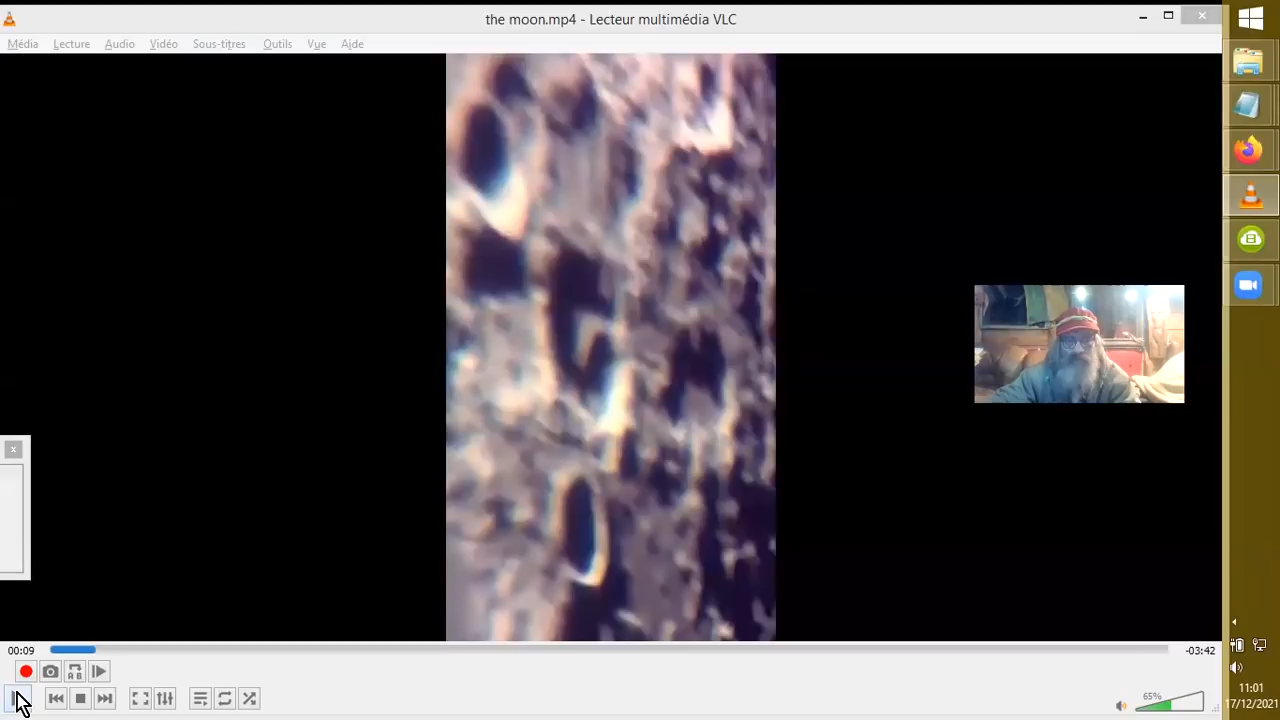 the moon.mp4 - Lecteur multimédia VLC
Média Lecture Audio Vidéo Sous-titres Outils Vue Aide
00:09 -03:42
A B
65%
11:01
17/12/2021